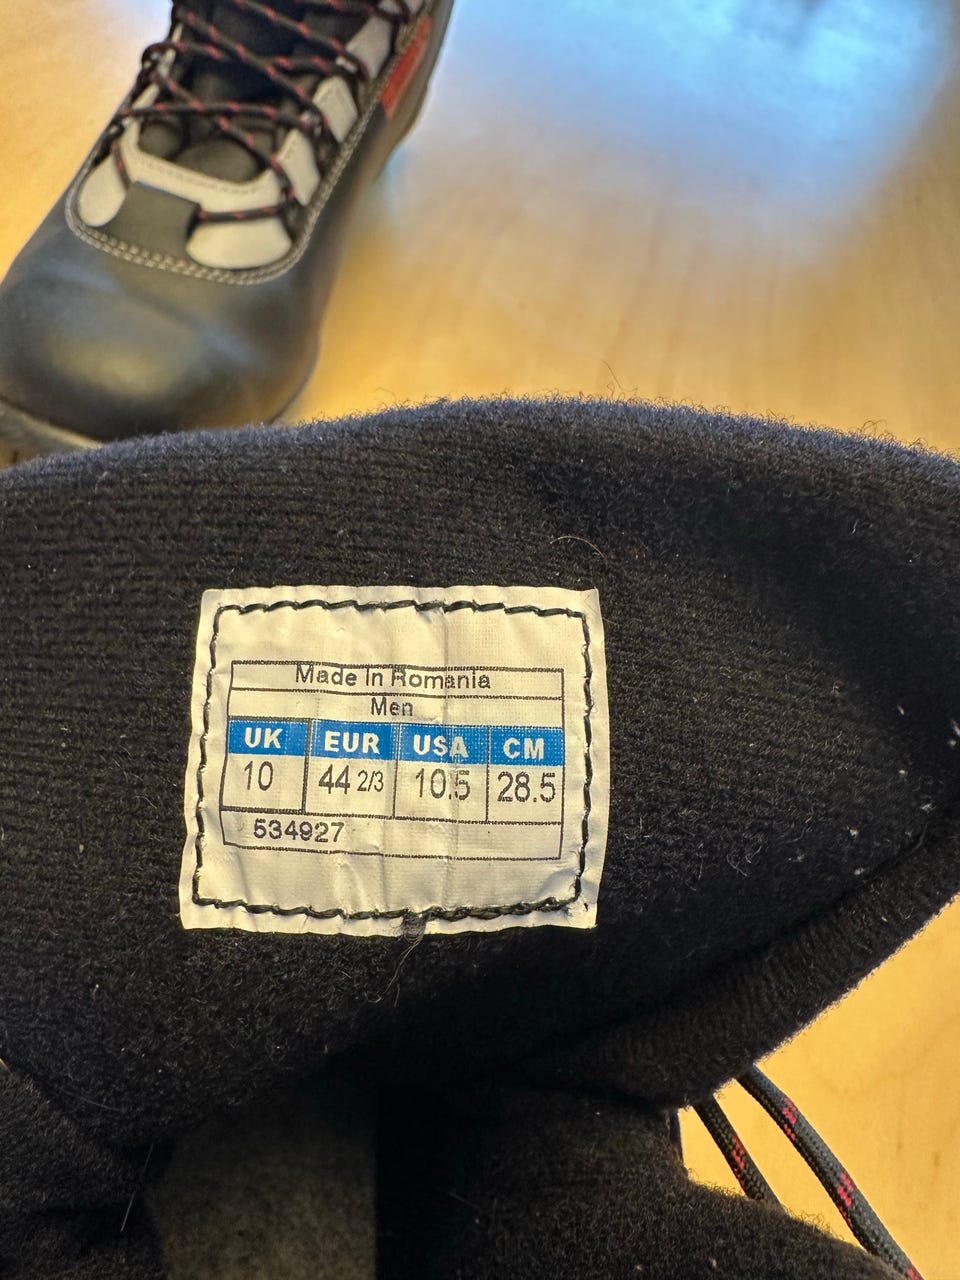 Made In Romania
Men
UK EUR USA CM
10 44 2/3 10.5 28.5
534927